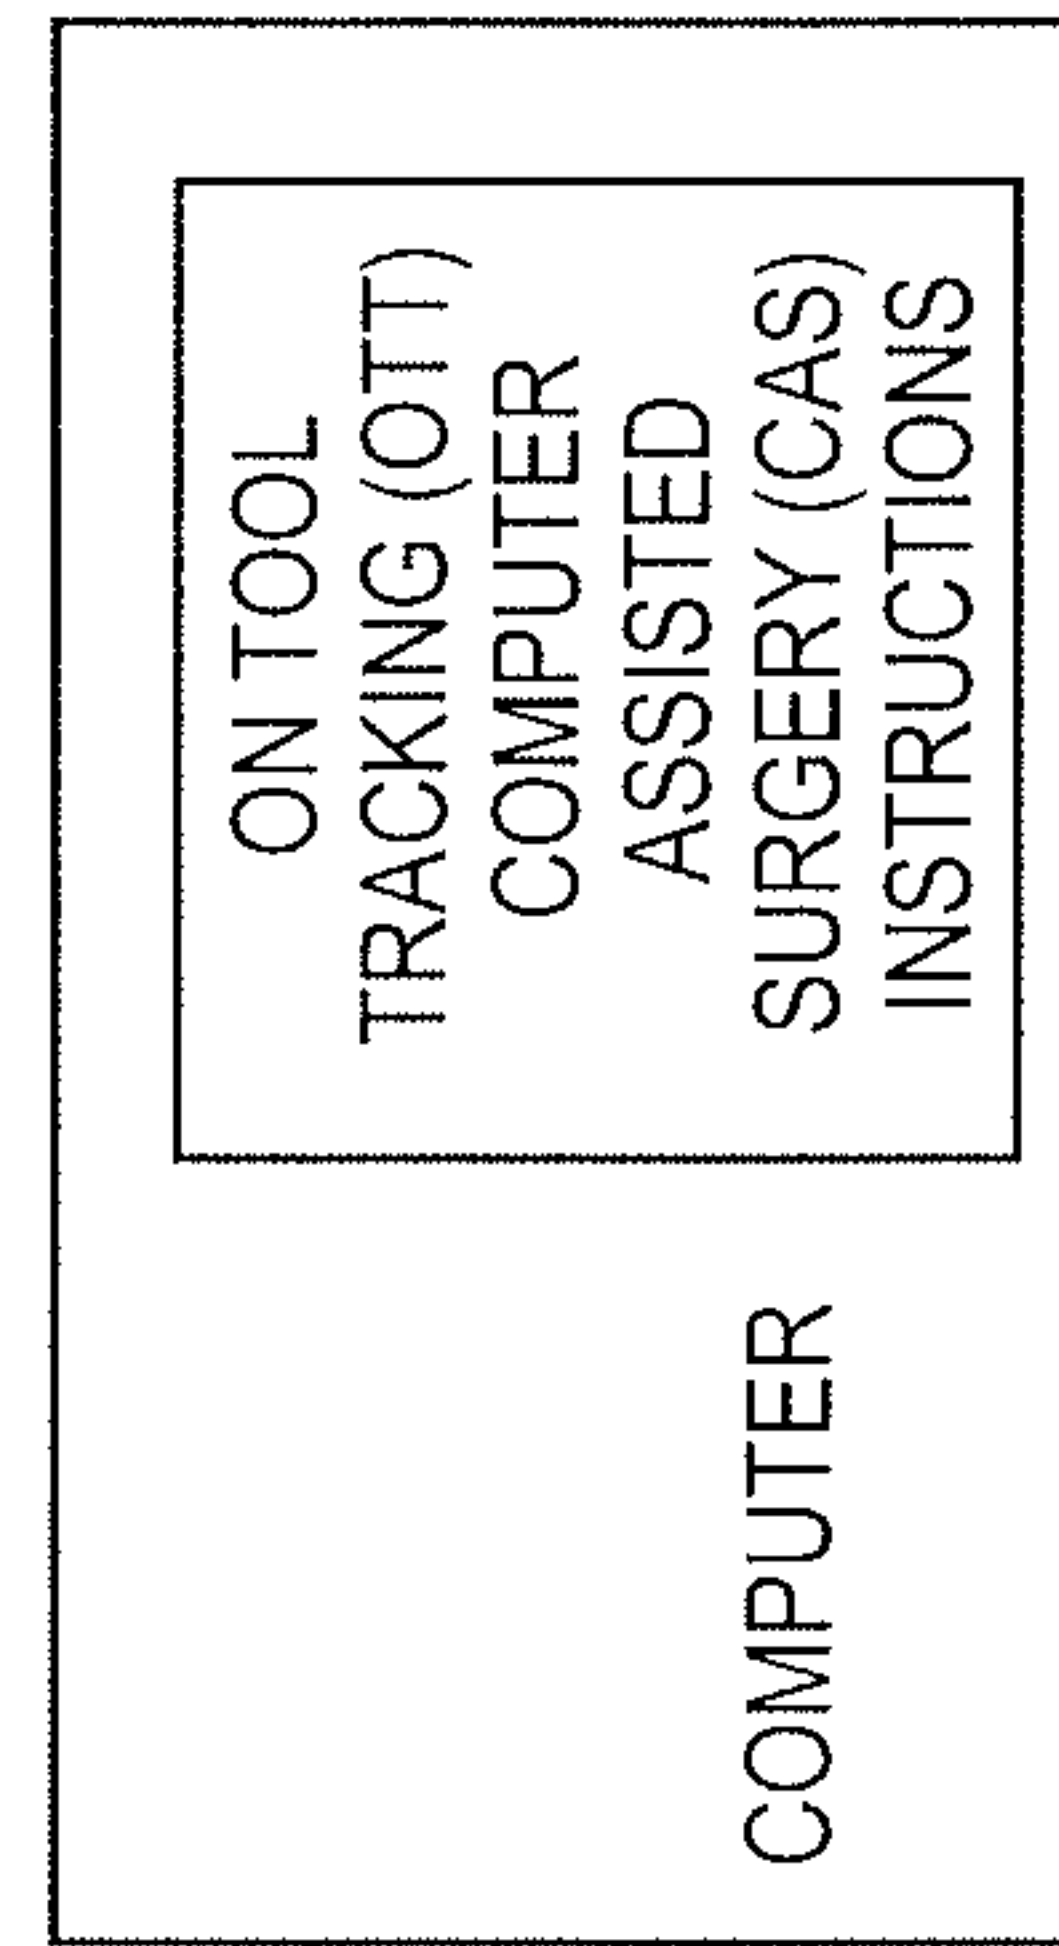 ON TOOL
TRACKING (OTT)
COMPUTER
ASSISTED
SURGERY (CAS)
INSTRUCTIONS
COMPUTER